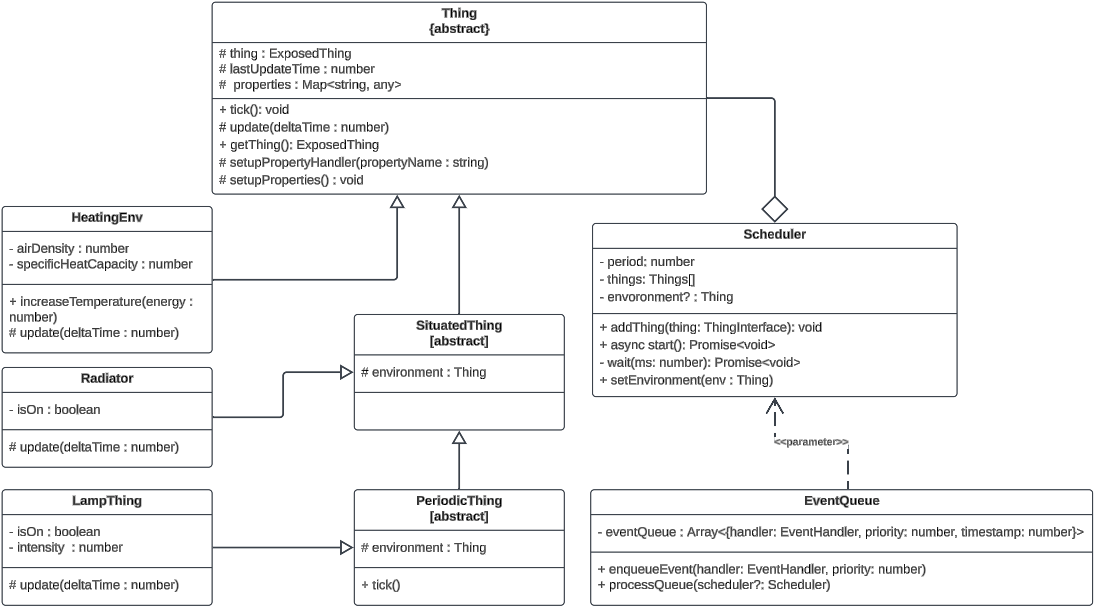 Thing
{abstract}
# thing : ExposedThing
# lastUpdateTime : number
# properties : Map<string, any>
+ tick(): void
# update(deltaTime : number)
+ getThing(): ExposedThing
# setupPropertyHandler(propertyName : string)
# setupProperties() : void
HeatingEnv
- airDensity : number
- specificHeatCapacity : number
+ increaseTemperature(energy :
number)
# update(deltaTime : number)
Scheduler
- period: number
- things: Things[]
- envoronment? : Thing
+ addThing(thing: ThingInterface): void
+ async start(): Promise<void>
- wait(ms: number): Promise<void>
+ setEnvironment(env : Thing)
SituatedThing
[abstract]
# environment : Thing
Radiator
- isOn : boolean
# update(deltaTime : number)
<<parameter>>
LampThing
- isOn : boolean
- intensity : number
# update(deltaTime : number)
PeriodicThing
[abstract]
# environment : Thing
+ tick()
EventQueue
- eventQueue : Array<{handler: EventHandler, priority: number, timestamp: number}>
+ enqueueEvent(handler: EventHandler, priority: number)
+ processQueue(scheduler?: Scheduler)